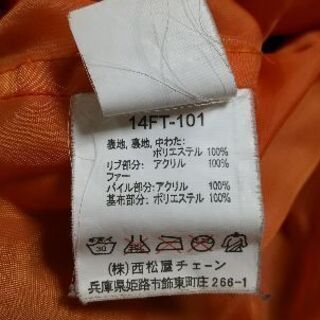 14FT-101
表地, 裏地, 中わた:
ポリエステル 100%
リブ部分: アクリル 100%
ファー
パイル部分:アクリル 100%
基布部分: ポリエステル 100%
30
(株)西松屋チェーン
兵庫県姫路市飾東町庄 266-1